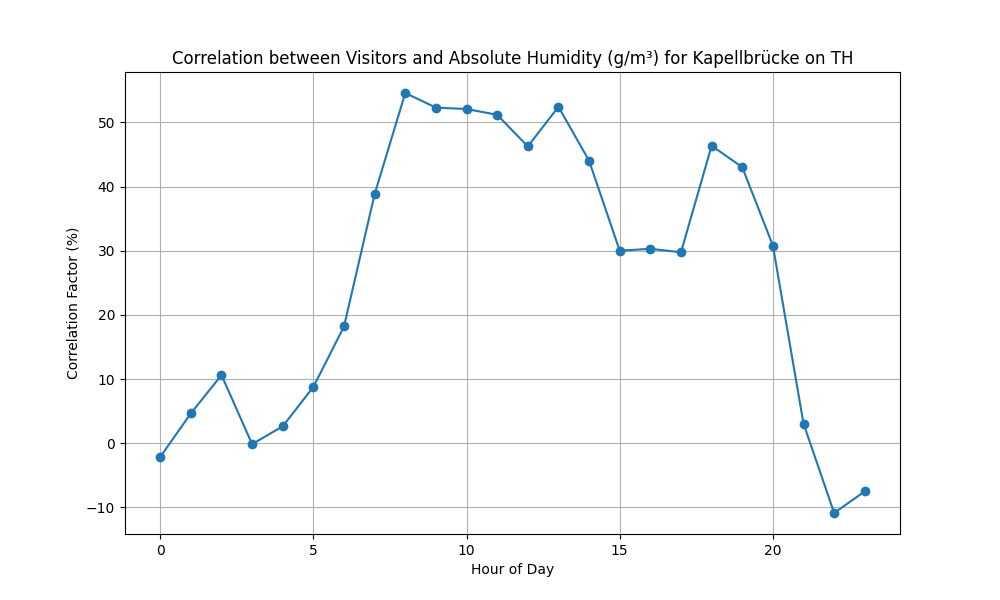 Correlation between Visitors and Absolute Humidity (g/m³) for Kapellbrücke on TH
Correlation Factor (%)
50
40
30
20
10
0
−10
0 5 10 15 20
Hour of Day